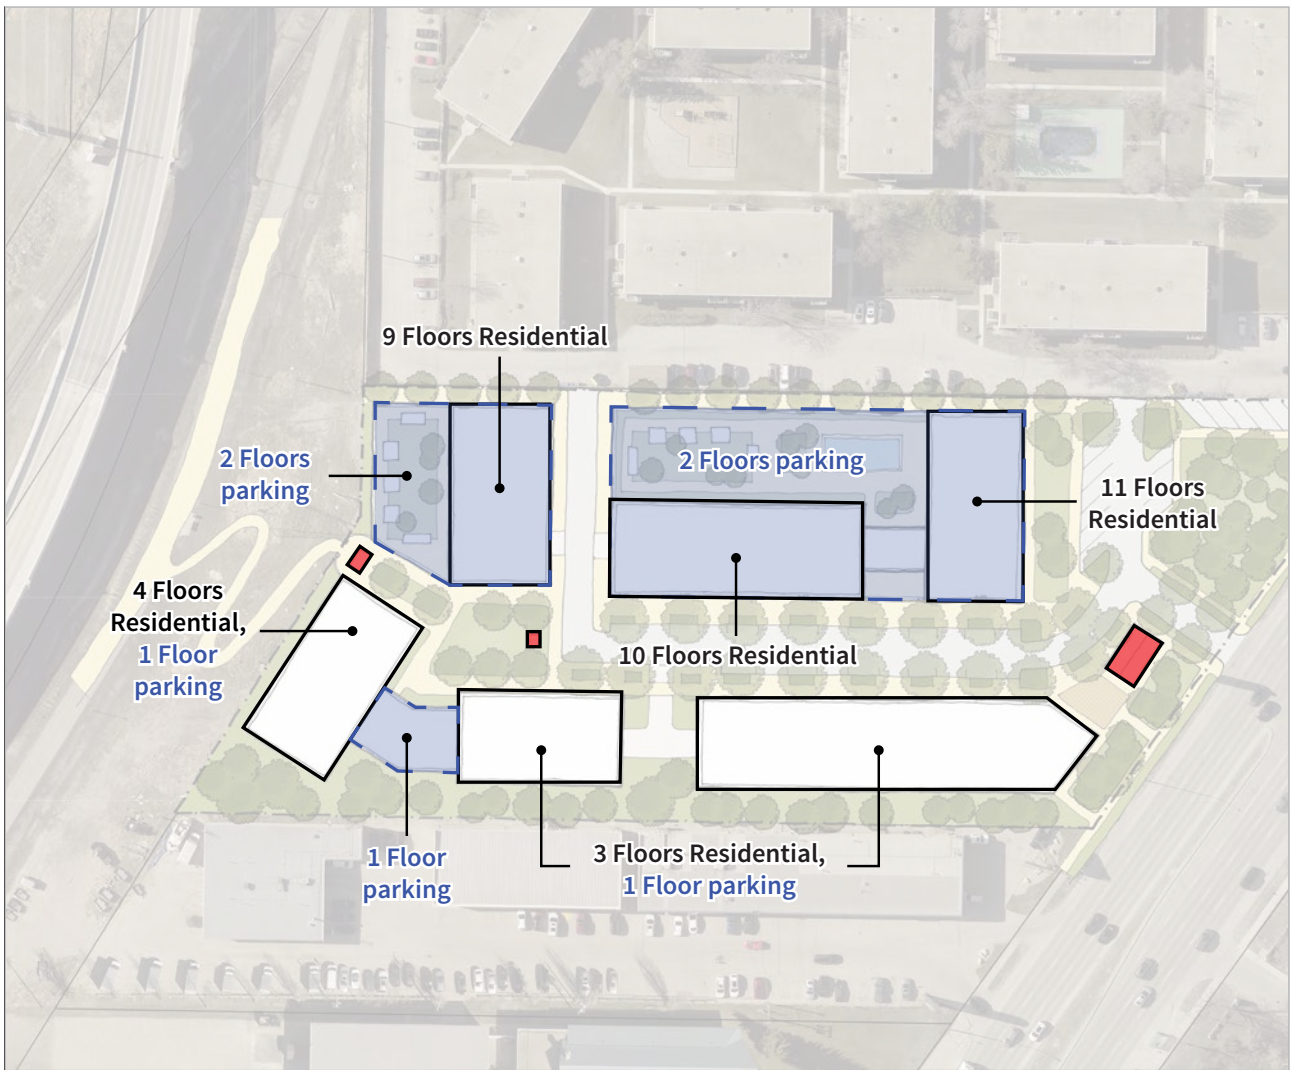 9 Floors Residential
2 Floors
parking
2 Floors parking
11 Floors
Residential
4 Floors
Residential,
1 Floor
parking
10 Floors Residential
1 Floor
parking
3 Floors Residential,
1 Floor parking